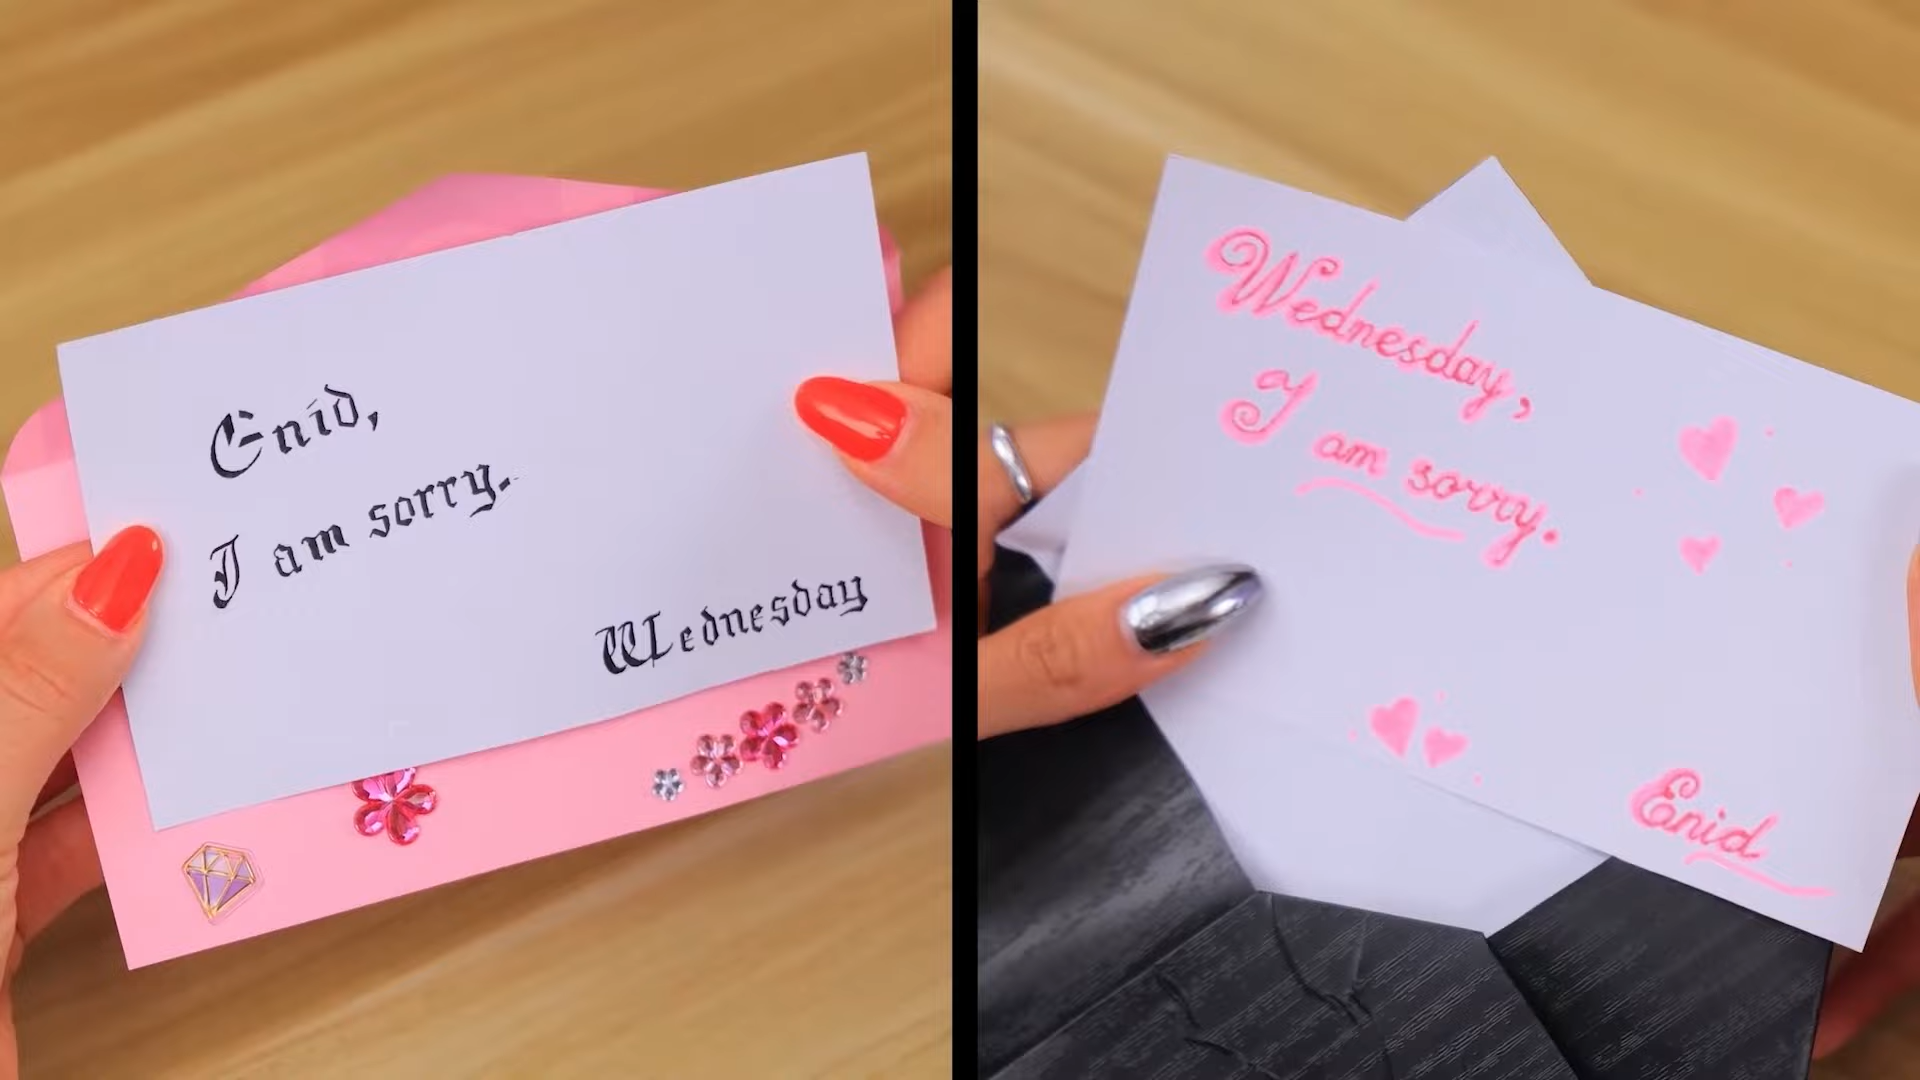 Enid,
I am sorry.
Wednesday
Wednesday,
I am sorry.
Enid